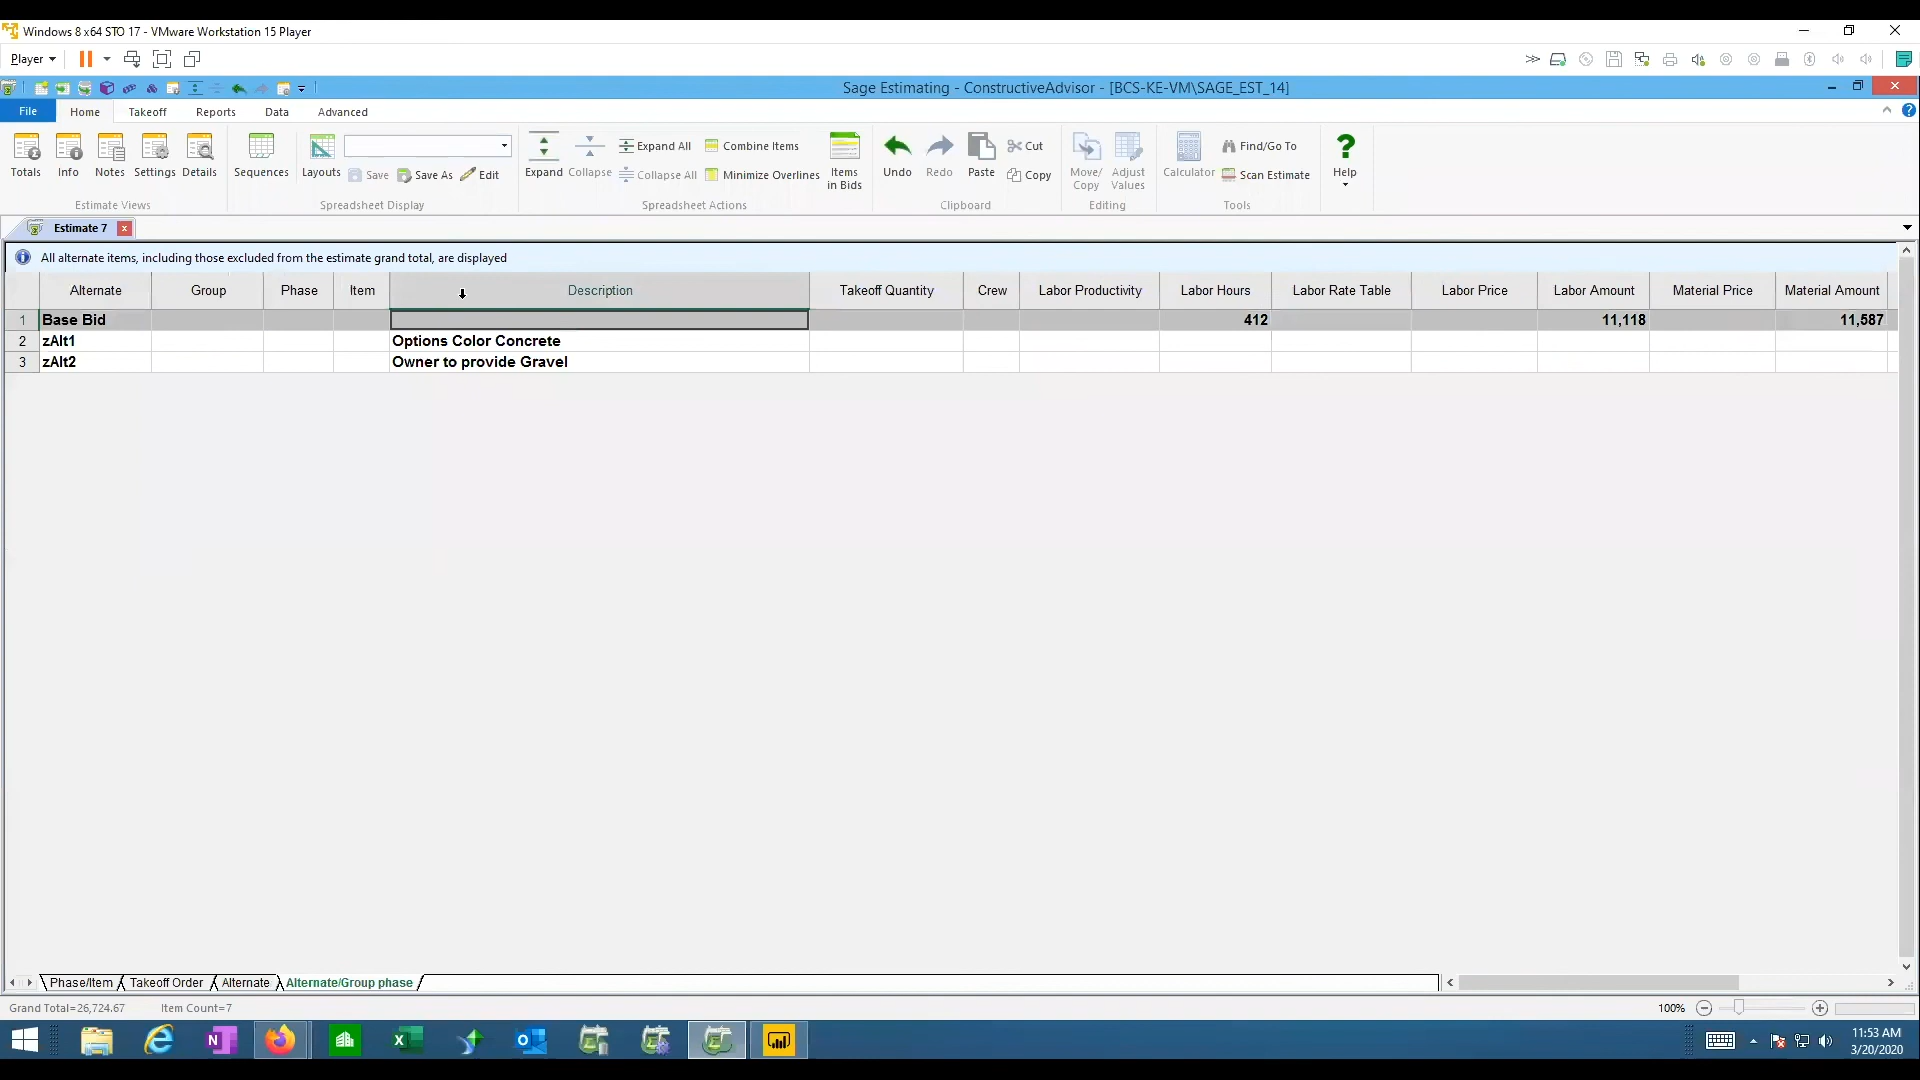 Windows 8 x64 STO 17 - VMware Workstation 15 Player
Player
Sage Estimating - ConstructiveAdvisor - [BCS-KE-VM\SAGE_EST_14]
File Home Takeoff Reports Data Advanced
Totals Info Notes Settings Details
Estimate Views
Sequences Layouts
Save Save As Edit
Spreadsheet Display
Expand Collapse
Expand All Combine Items
Collapse All Minimize Overlines
Items in Bids
Spreadsheet Actions
Undo Redo Paste
Cut
Copy
Clipboard
Move/Copy Adjust Values
Editing
Calculator
Find/Go To
Scan Estimate
Tools
Help
Estimate 7
All alternate items, including those excluded from the estimate grand total, are displayed
Alternate Group Phase Item Description Takeoff Quantity Crew Labor Productivity Labor Hours Labor Rate Table Labor Price Labor Amount Material Price Material Amount
1 Base Bid 412 11,118 11,587
2 zAlt1 Options Color Concrete
3 zAlt2 Owner to provide Gravel
Phase/Item Takeoff Order Alternate Alternate/Group phase
Grand Total=26,724.67 Item Count=7 100%
11:53 AM
3/20/2020